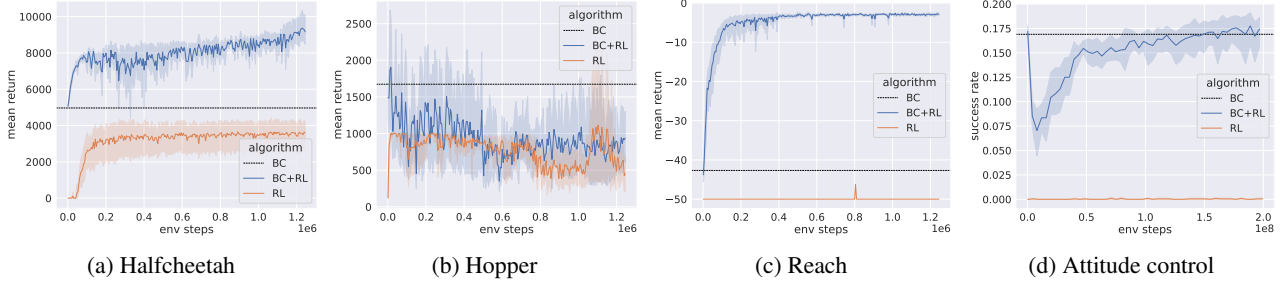 mean return
10000
8000
6000
4000
2000
0
algorithm
BC
BC+RL
RL
0.0 0.2 0.4 0.6 0.8 1.0 1.2
env steps 1e6
(a) Halfcheetah
mean return
2500
2000
1500
1000
500
0
algorithm
BC
BC+RL
RL
0.0 0.2 0.4 0.6 0.8 1.0 1.2
env steps 1e6
(b) Hopper
mean return
0
−10
−20
−30
−40
−50
algorithm
BC
BC+RL
RL
0.0 0.2 0.4 0.6 0.8 1.0 1.2
env steps 1e6
(c) Reach
success rate
0.200
0.175
0.150
0.125
0.100
0.075
0.050
0.025
0.000
algorithm
BC
BC+RL
RL
0.0 0.5 1.0 1.5 2.0
env steps 1e8
(d) Attitude control